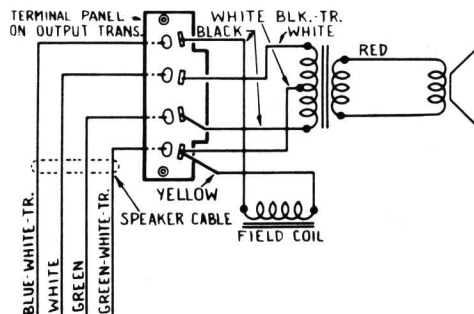 TERMINAL PANEL
ON OUTPUT TRANS.
WHITE BLK.-TR.
BLACK
WHITE
RED
YELLOW
SPEAKER CABLE
FIELD COIL
BLUE-WHITE-TR.
WHITE
GREEN
GREEN-WHITE-TR.